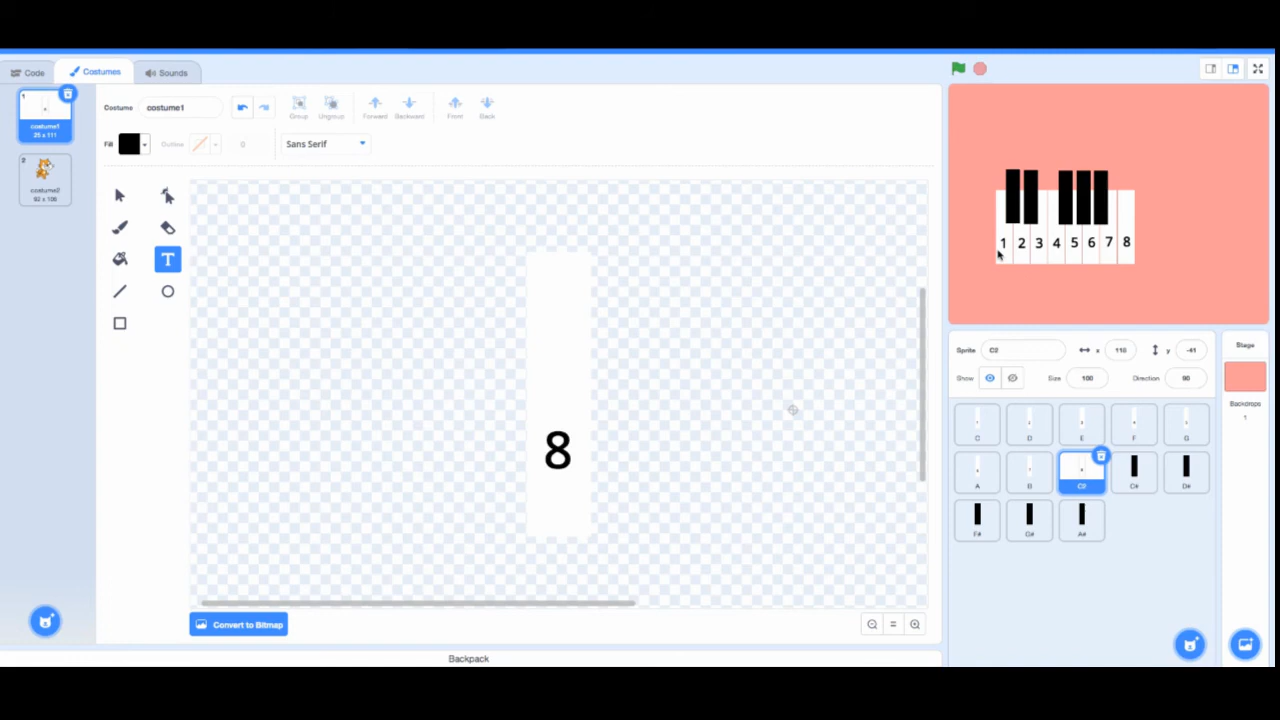 Code Costumes Sounds
1
costume1
25 x 111
2
costume2
92 x 106
Costume costume1 Group Ungroup Forward Backward Front Back
Fill Outline 0 Sans Serif
T
8
Convert to Bitmap
Backpack
1 2 3 4 5 6 7 8
Sprite C2 x 110 y -41
Show Size 100 Direction 90
C D E F G
A B C2 C# D#
F# G# A#
Stage
Backdrops
1